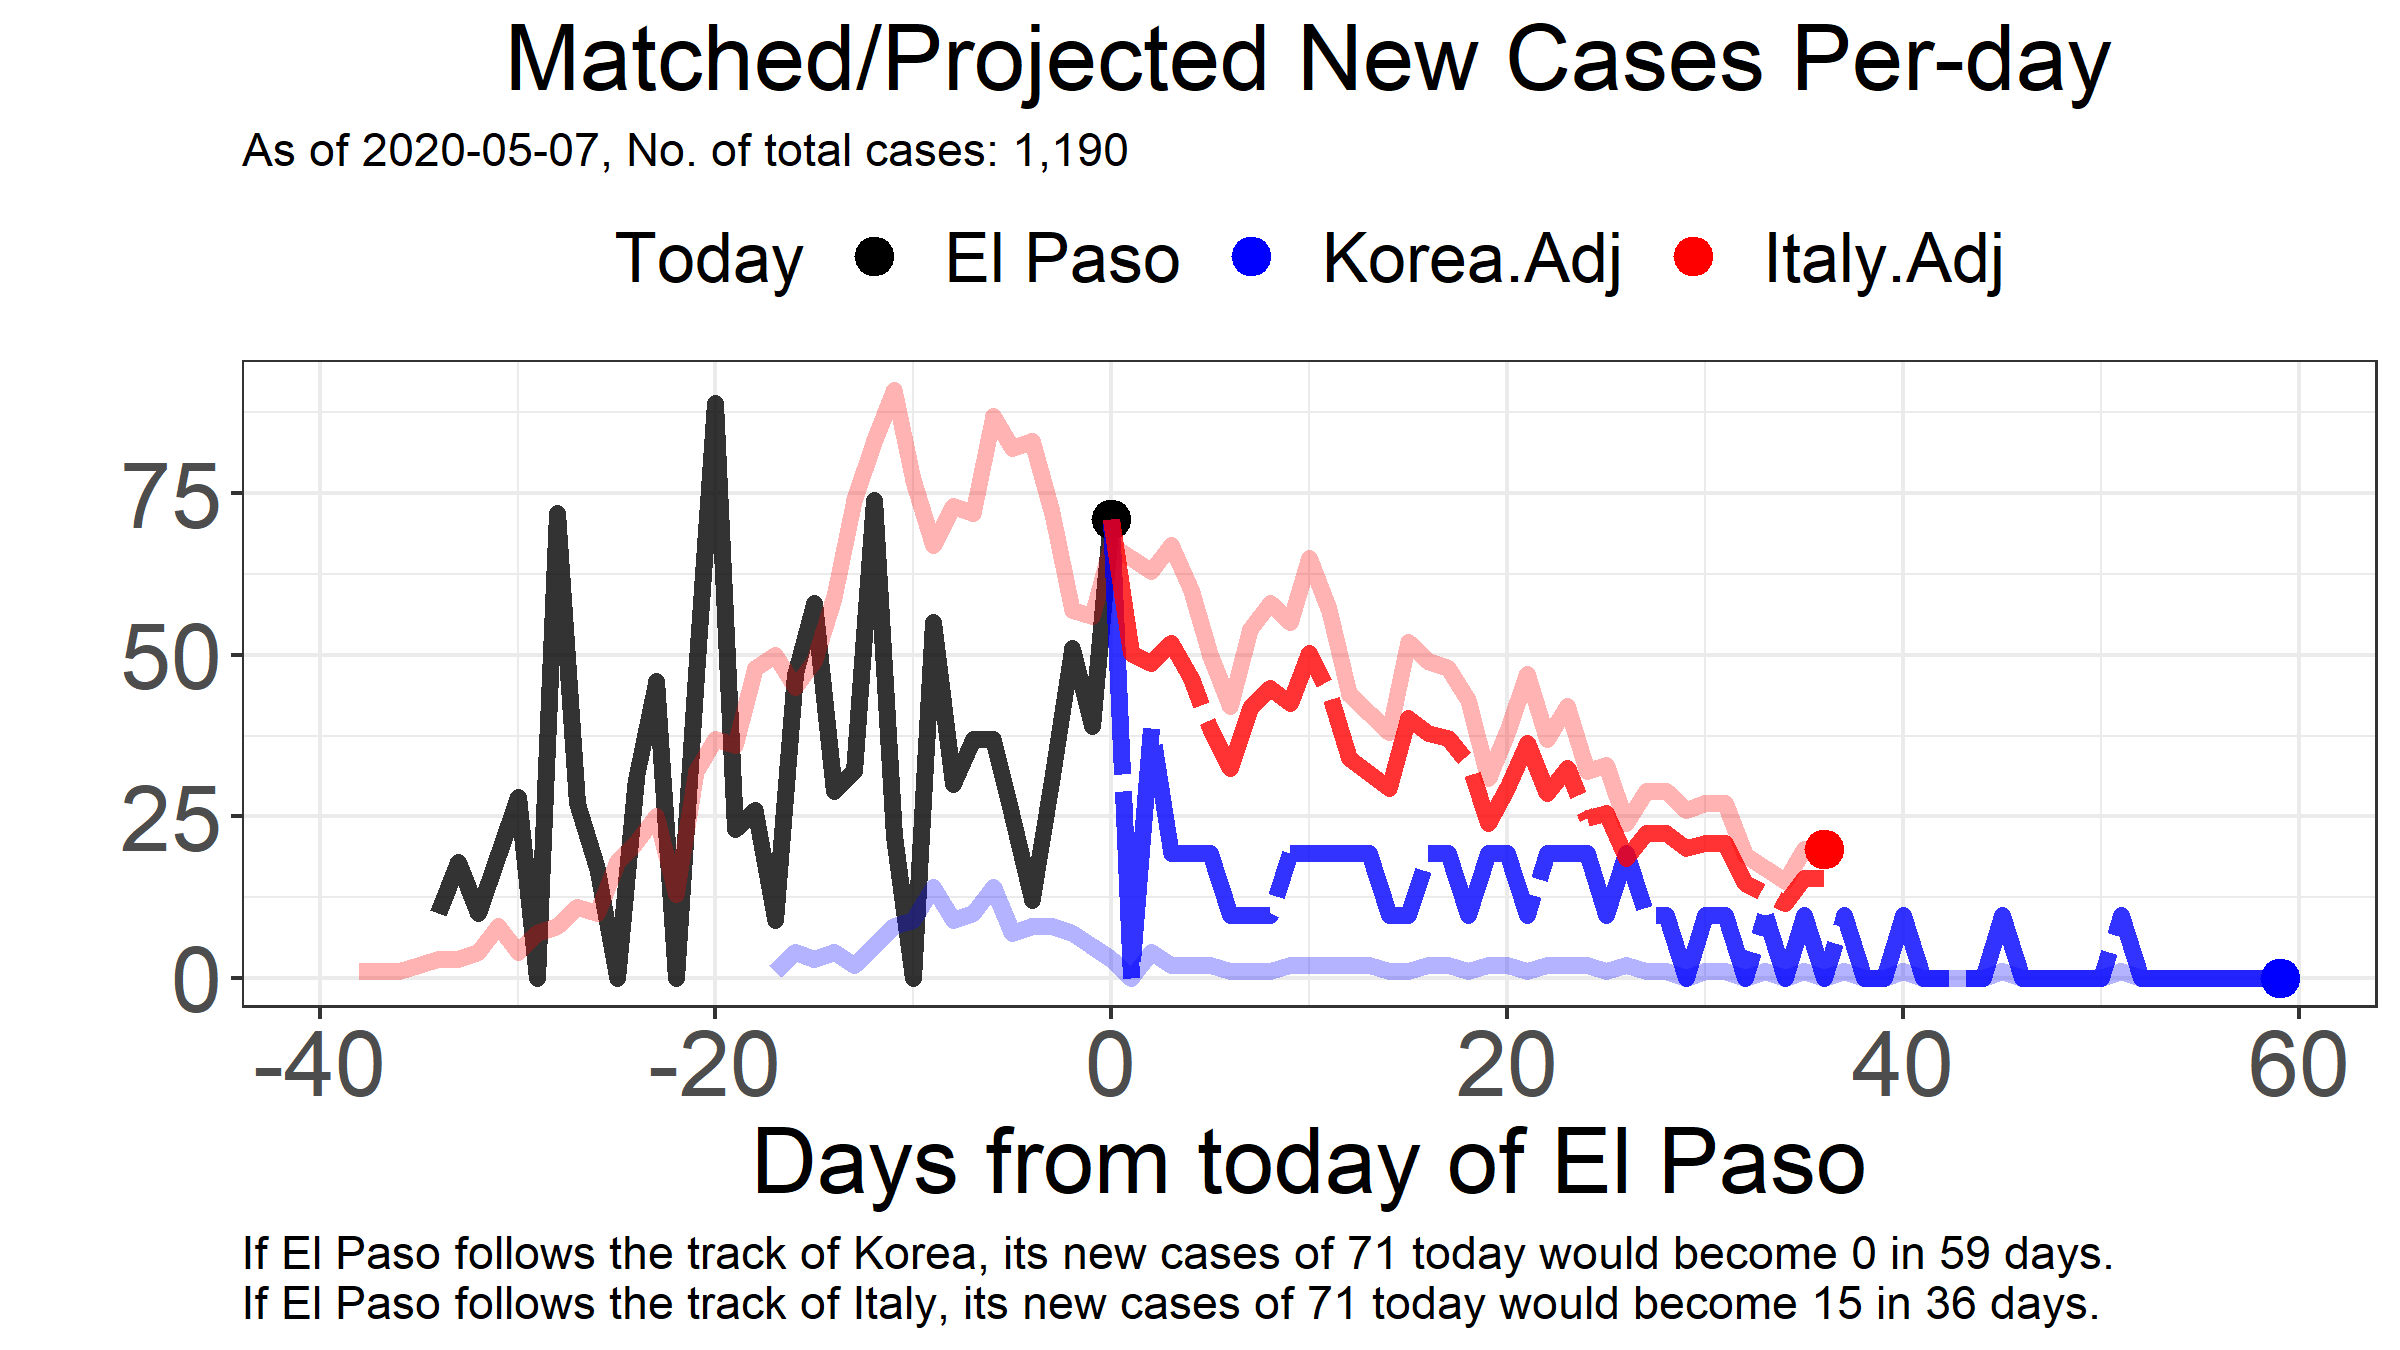 Matched/Projected New Cases Per-day
As of 2020-05-07, No. of total cases: 1,190
Today El Paso Korea.Adj Italy.Adj
75
50
25
0
-40 -20 0 20 40 60
Days from today of El Paso
If El Paso follows the track of Korea, its new cases of 71 today would become 0 in 59 days.
If El Paso follows the track of Italy, its new cases of 71 today would become 15 in 36 days.